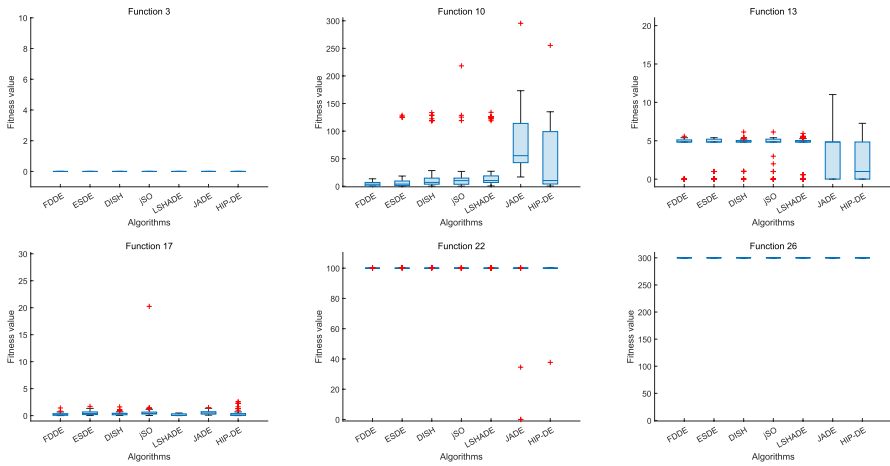 Function 3
10
8
6
4
2
0
Fitness value
FDDE ESDE DISH jSO LSHADE JADE HIP-DE
Algorithms
Function 10
300
250
200
150
100
50
0
Fitness value
FDDE ESDE DISH jSO LSHADE JADE HIP-DE
Algorithms
Function 13
20
15
10
5
0
Fitness value
FDDE ESDE DISH jSO LSHADE JADE HIP-DE
Algorithms
Function 17
30
25
20
15
10
5
0
Fitness value
FDDE ESDE DISH jSO LSHADE JADE HIP-DE
Algorithms
Function 22
100
80
60
40
20
0
Fitness value
FDDE ESDE DISH jSO LSHADE JADE HIP-DE
Algorithms
Function 26
300
250
200
150
100
50
0
Fitness value
FDDE ESDE DISH jSO LSHADE JADE HIP-DE
Algorithms